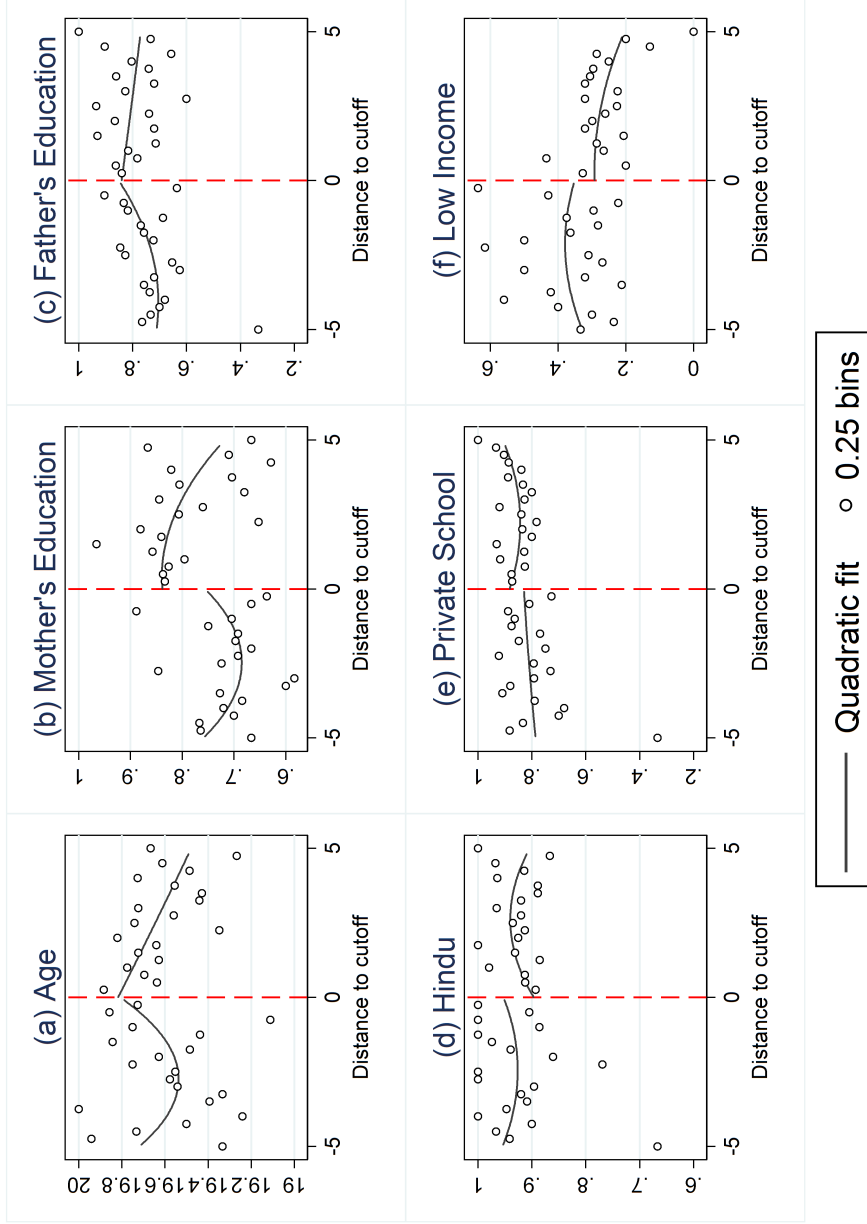 (a) Age
20
19.8
19.6
19.4
19.2
19
-5 0 5
Distance to cutoff
(b) Mother's Education
1
.9
.8
.7
.6
-5 0 5
Distance to cutoff
(c) Father's Education
1
.8
.6
.4
.2
-5 0 5
Distance to cutoff
(d) Hindu
1
.9
.8
.7
.6
-5 0 5
Distance to cutoff
(e) Private School
1
.8
.6
.4
.2
-5 0 5
Distance to cutoff
(f) Low Income
.6
.4
.2
0
-5 0 5
Distance to cutoff
Quadratic fit 0.25 bins